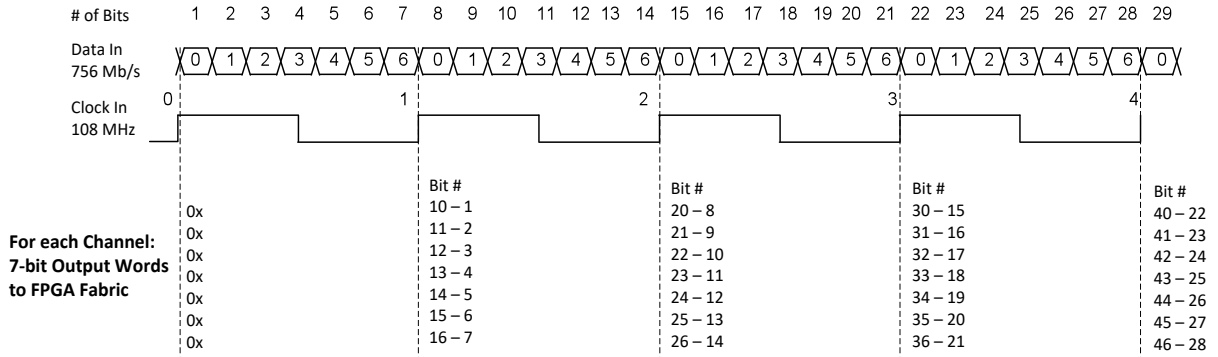 # of Bits 1 2 3 4 5 6 7 8 9 10 11 12 13 14 15 16 17 18 19 20 21 22 23 24 25 26 27 28 29
Data In 0 1 2 3 4 5 6 0 1 2 3 4 5 6 0 1 2 3 4 5 6 0 1 2 3 4 5 6 0
756 Mb/s
0 1 2 3 4
Clock In
108 MHz
Bit # Bit # Bit # Bit #
0x 10 – 1 20 – 8 30 – 15 40 – 22
0x 11 – 2 21 – 9 31 – 16 41 – 23
For each Channel: 0x 12 – 3 22 – 10 32 – 17 42 – 24
7-bit Output Words 0x 13 – 4 23 – 11 33 – 18 43 – 25
to FPGA Fabric 0x 14 – 5 24 – 12 34 – 19 44 – 26
0x 15 – 6 25 – 13 35 – 20 45 – 27
0x 16 – 7 26 – 14 36 – 21 46 – 28